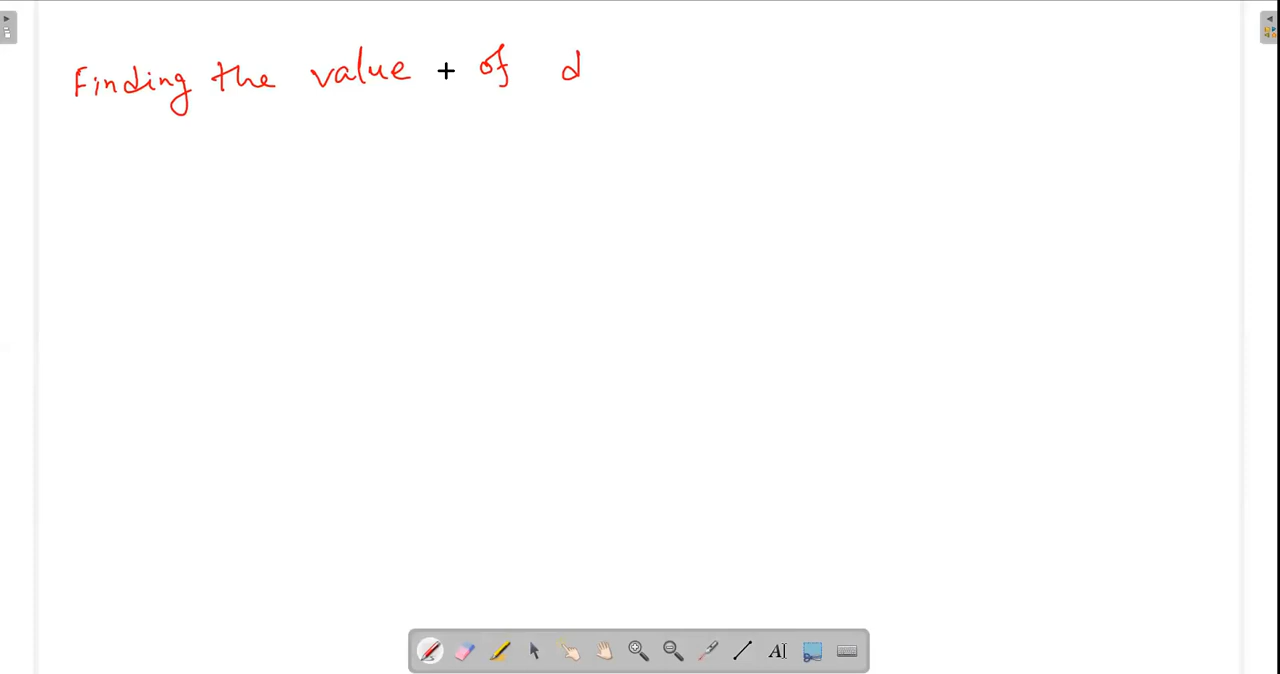 Finding the value of d